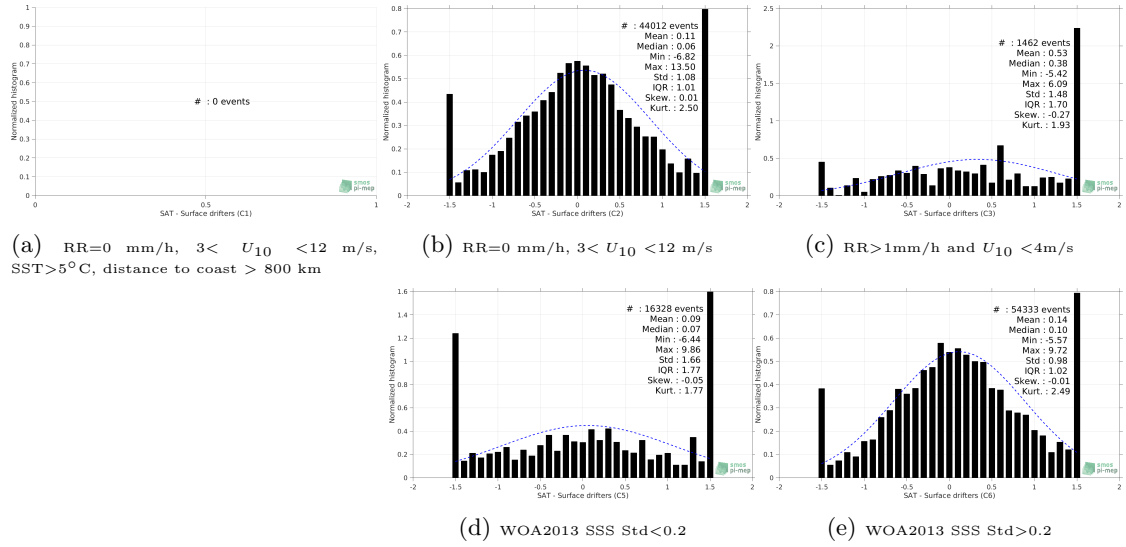 1
0.9
0.8
0.7
0.6
0.5
0.4
0.3
0.2
0.1
0
Normalized histogram
# : 0 events
0 0.5 1
SAT - Surface drifters (C1)
smos
pi-mep
(a) RR=0 mm/h, 3< U10 <12 m/s,
SST>5°C, distance to coast > 800 km
0.8
0.7
0.6
0.5
0.4
0.3
0.2
0.1
0
Normalized histogram
# : 44012 events
Mean : 0.11
Median : 0.06
Min : -6.82
Max : 13.50
Std : 1.08
IQR : 1.01
Skew. : 0.01
Kurt. : 2.50
-2 -1.5 -1 -0.5 0 0.5 1 1.5 2
SAT - Surface drifters (C2)
smos
pi-mep
(b) RR=0 mm/h, 3< U10 <12 m/s
2.5
2
1.5
1
0.5
0
Normalized histogram
# : 1462 events
Mean : 0.53
Median : 0.38
Min : -5.42
Max : 6.09
Std : 1.48
IQR : 1.70
Skew. : -0.27
Kurt. : 1.93
-2 -1.5 -1 -0.5 0 0.5 1 1.5 2
SAT - Surface drifters (C3)
smos
pi-mep
(c) RR>1mm/h and U10 <4m/s
1.6
1.4
1.2
1
0.8
0.6
0.4
0.2
0
Normalized histogram
# : 16328 events
Mean : 0.09
Median : 0.07
Min : -6.44
Max : 9.86
Std : 1.66
IQR : 1.77
Skew. : -0.05
Kurt. : 1.77
-2 -1.5 -1 -0.5 0 0.5 1 1.5 2
SAT - Surface drifters (C5)
smos
pi-mep
(d) WOA2013 SSS Std<0.2
0.8
0.7
0.6
0.5
0.4
0.3
0.2
0.1
0
Normalized histogram
# : 54333 events
Mean : 0.14
Median : 0.10
Min : -5.57
Max : 9.72
Std : 0.98
IQR : 1.02
Skew. : -0.01
Kurt. : 2.49
-2 -1.5 -1 -0.5 0 0.5 1 1.5 2
SAT - Surface drifters (C6)
smos
pi-mep
(e) WOA2013 SSS Std>0.2